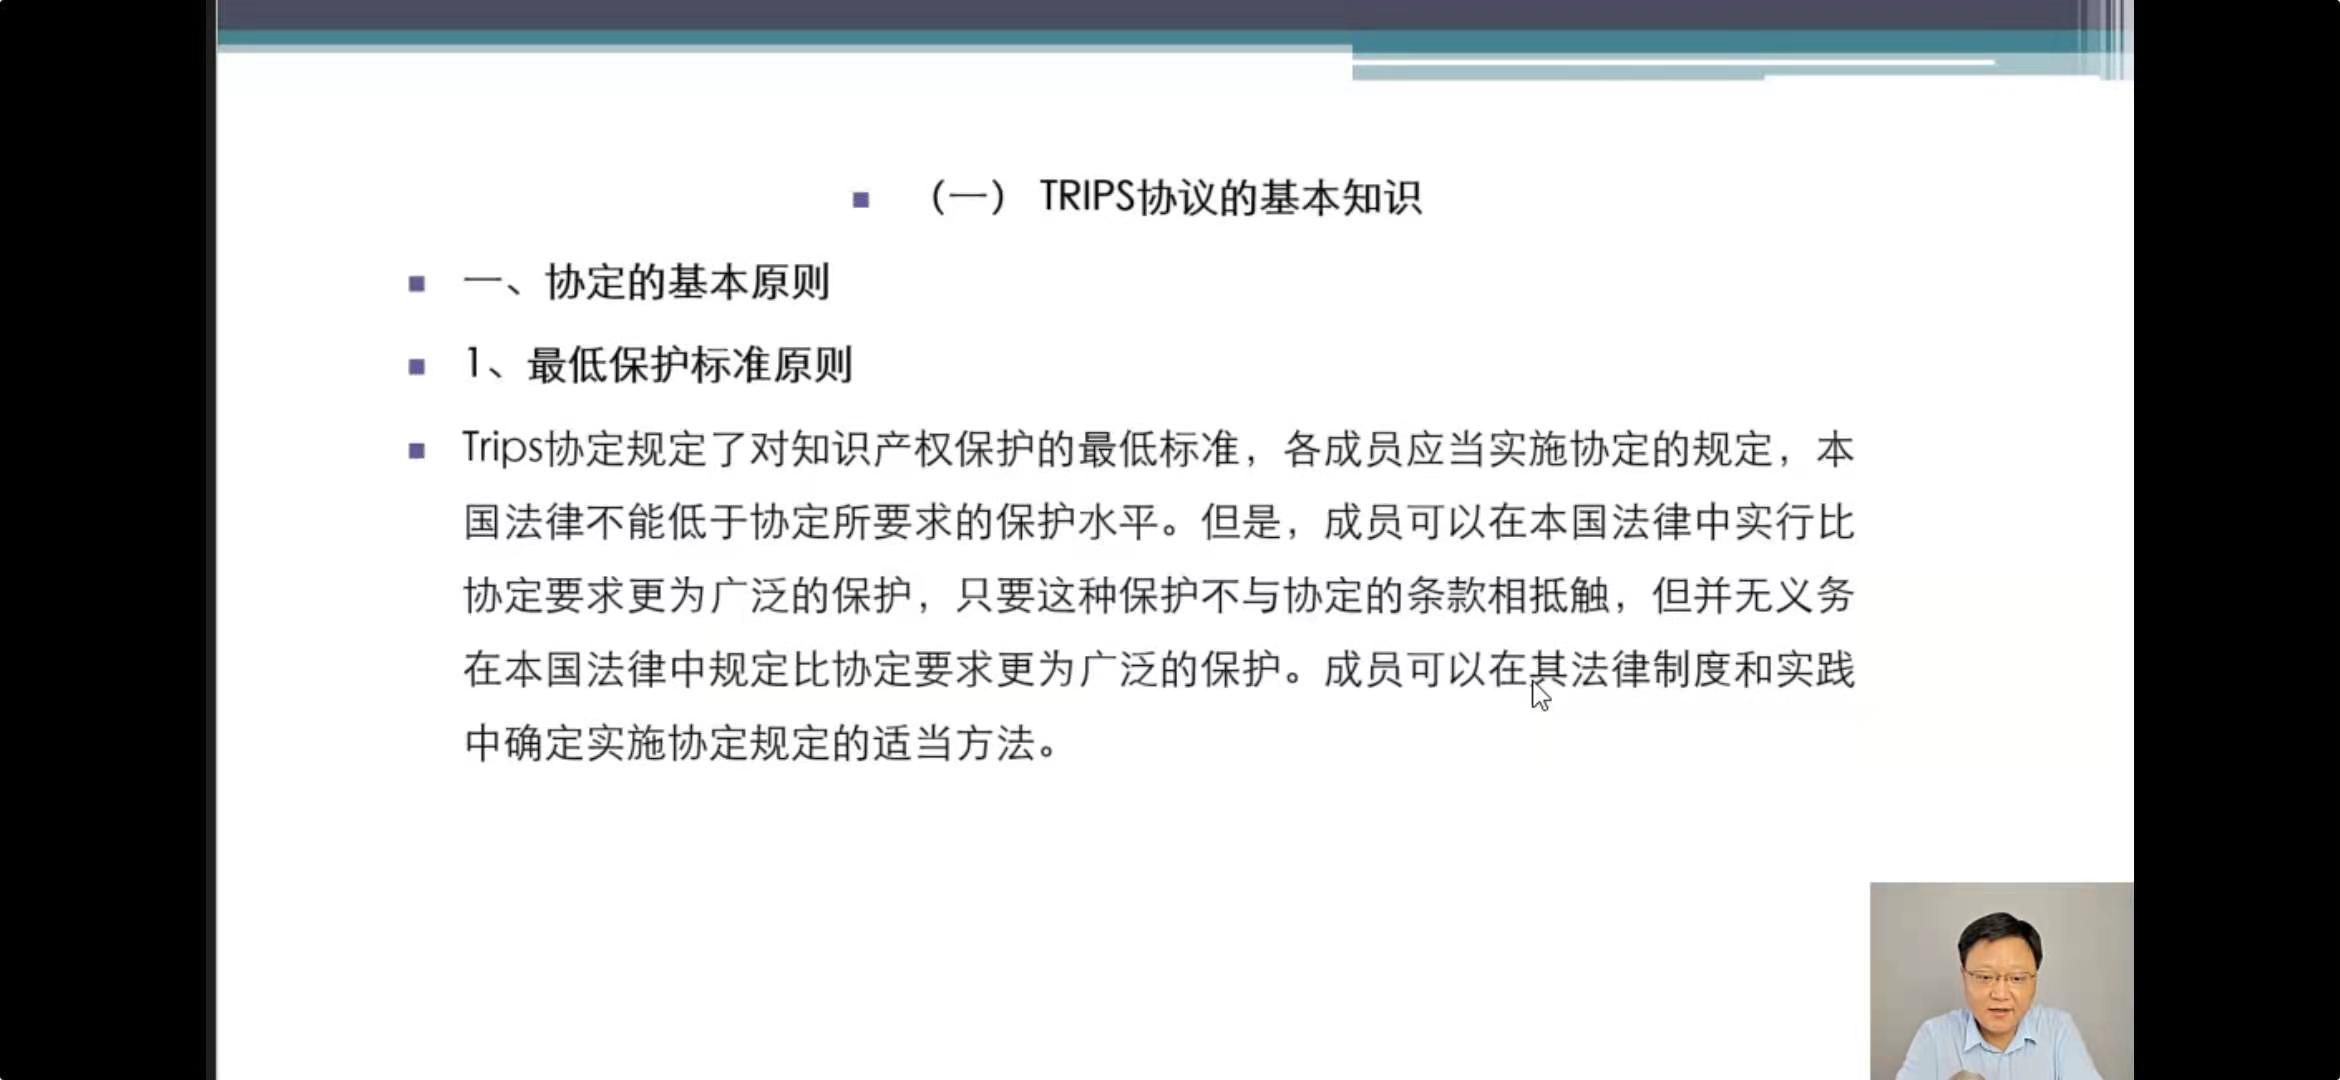 （一） TRIPS协议的基本知识
一、协定的基本原则
1、最低保护标准原则
Trips协定规定了对知识产权保护的最低标准，各成员应当实施协定的规定，本
国法律不能低于协定所要求的保护水平。但是，成员可以在本国法律中实行比
协定要求更为广泛的保护，只要这种保护不与协定的条款相抵触，但并无义务
在本国法律中规定比协定要求更为广泛的保护。成员可以在其法律制度和实践
中确定实施协定规定的适当方法。